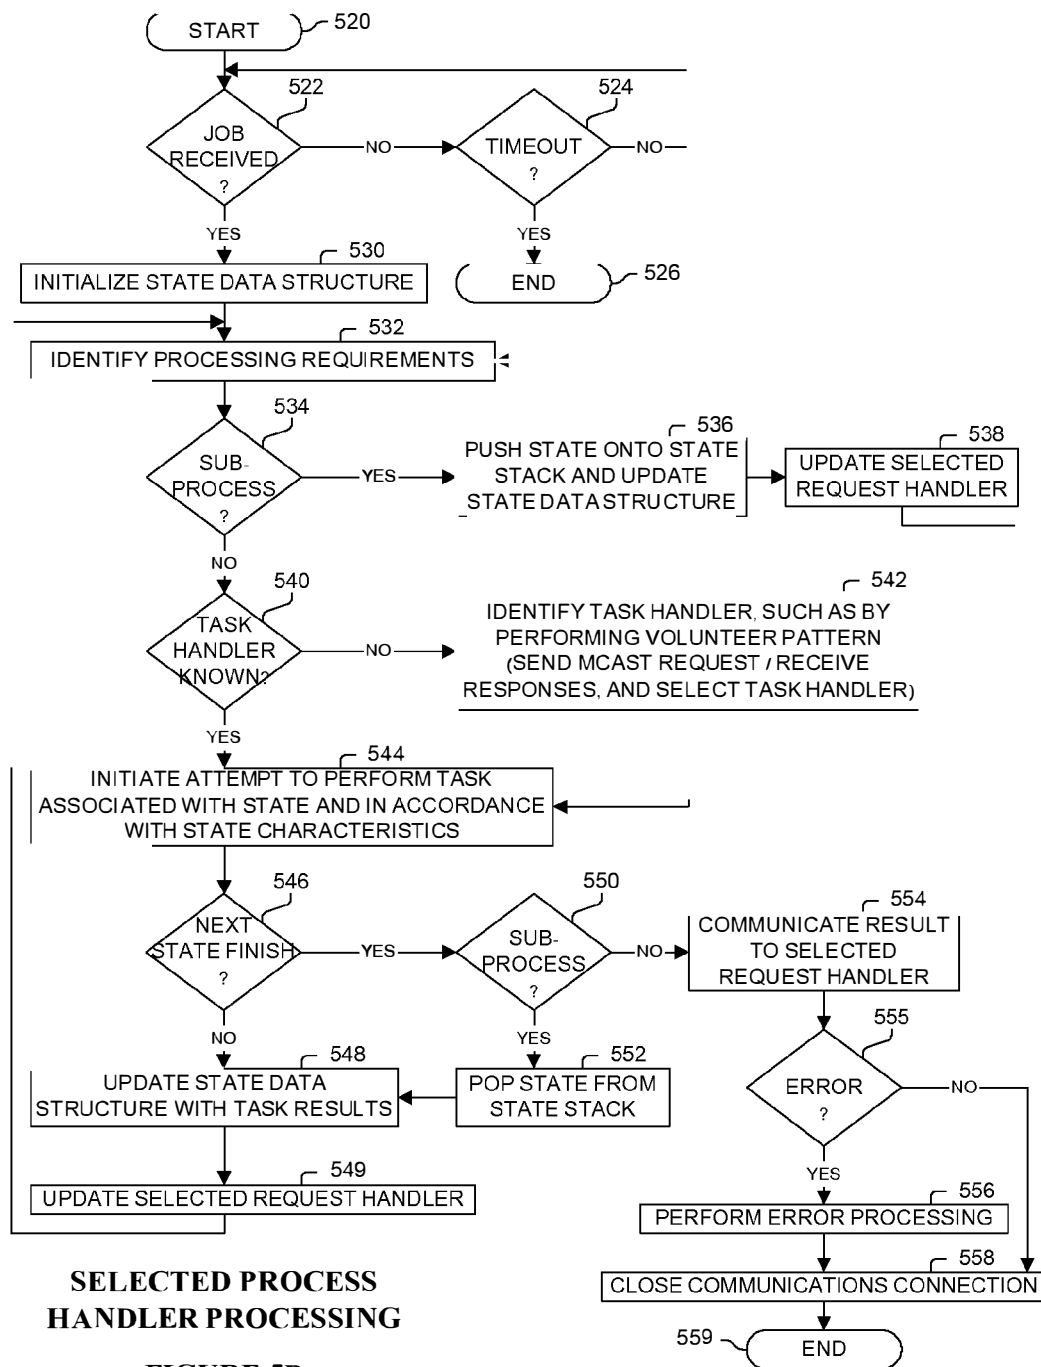 START
520
522
JOB
RECEIVED
?
NO
524
TIMEOUT
?
NO
YES
YES
530
INITIALIZE STATE DATA STRUCTURE
END
526
532
IDENTIFY PROCESSING REQUIREMENTS
534
SUB-
PROCESS
?
YES
536
PUSH STATE ONTO STATE
STACK AND UPDATE
STATE DATA STRUCTURE
538
UPDATE SELECTED
REQUEST HANDLER
NO
540
TASK
HANDLER
KNOWN?
NO
542
IDENTIFY TASK HANDLER, SUCH AS BY
PERFORMING VOLUNTEER PATTERN
(SEND MCAST REQUEST / RECEIVE
RESPONSES, AND SELECT TASK HANDLER)
YES
544
INITIATE ATTEMPT TO PERFORM TASK
ASSOCIATED WITH STATE AND IN ACCORDANCE
WITH STATE CHARACTERISTICS
546
NEXT
STATE FINISH
?
YES
550
SUB-
PROCESS
?
NO
554
COMMUNICATE RESULT
TO SELECTED
REQUEST HANDLER
NO
YES
548
UPDATE STATE DATA
STRUCTURE WITH TASK RESULTS
552
POP STATE FROM
STATE STACK
555
ERROR
?
NO
YES
549
UPDATE SELECTED REQUEST HANDLER
556
PERFORM ERROR PROCESSING
558
CLOSE COMMUNICATIONS CONNECTION
559
END
SELECTED PROCESS
HANDLER PROCESSING